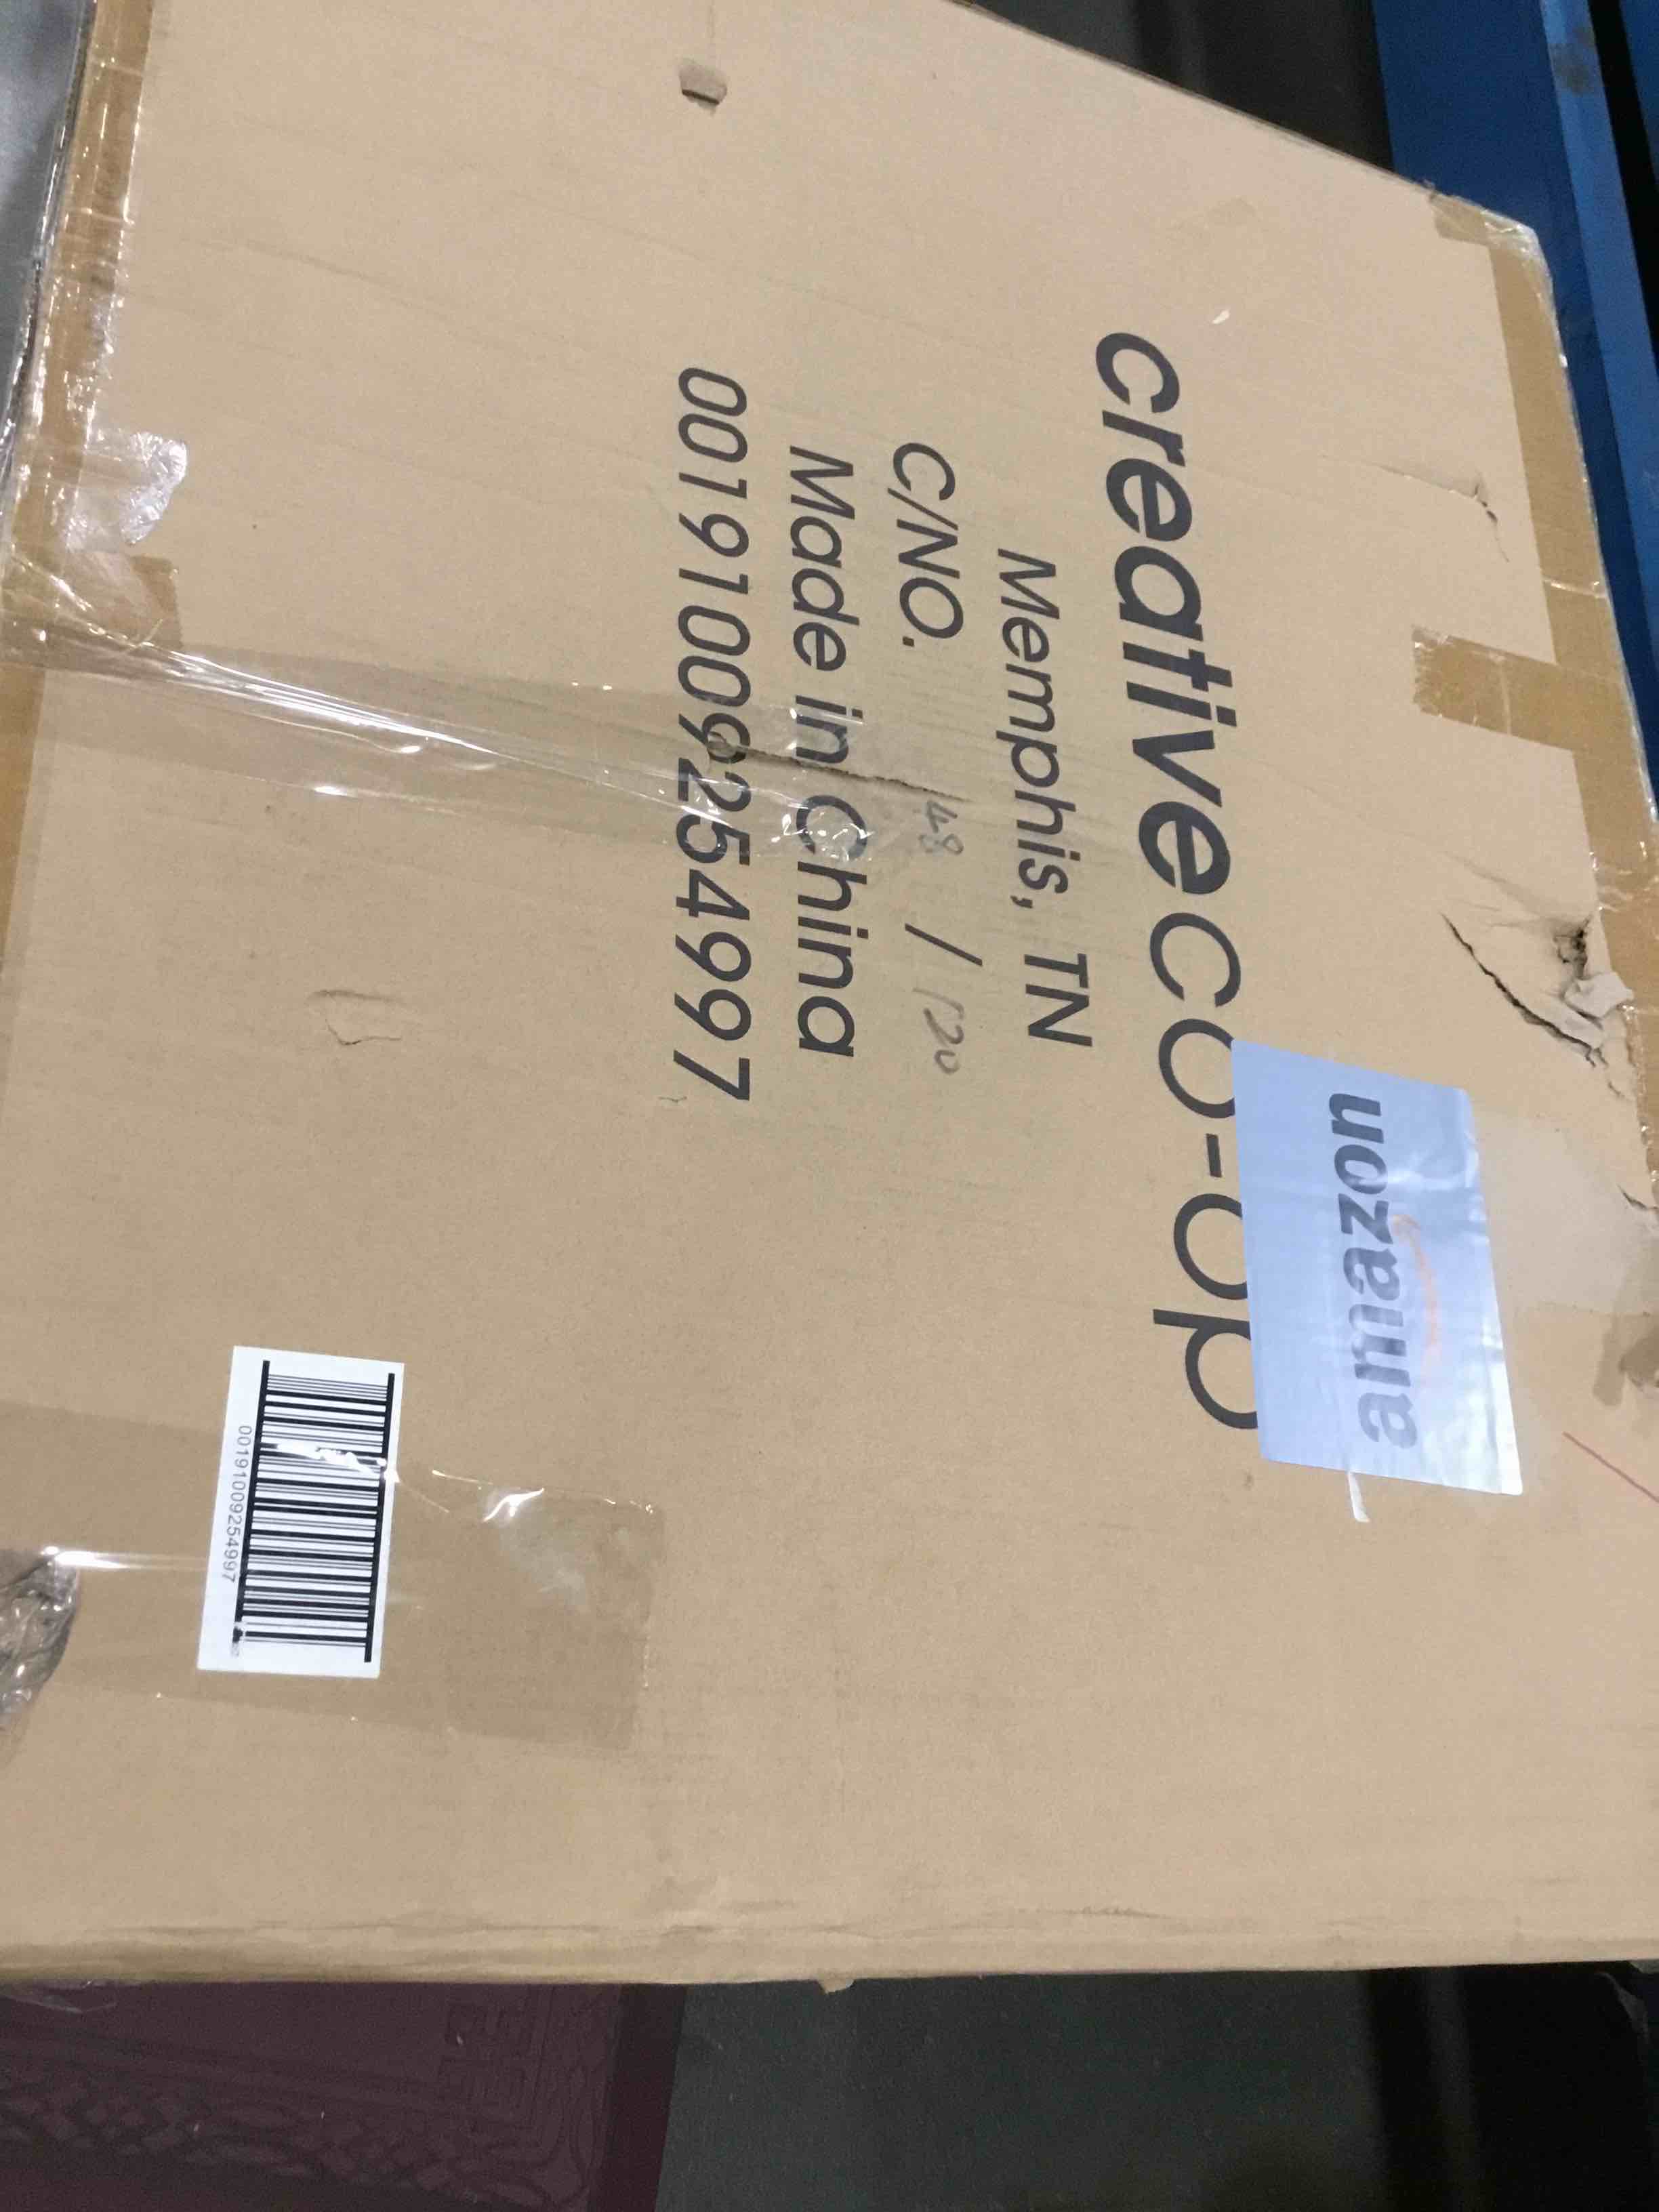 creative co-op
Memphis, TN
C/NO. 48 / 120
Made in China
00191009254997
amazon
00191009254997